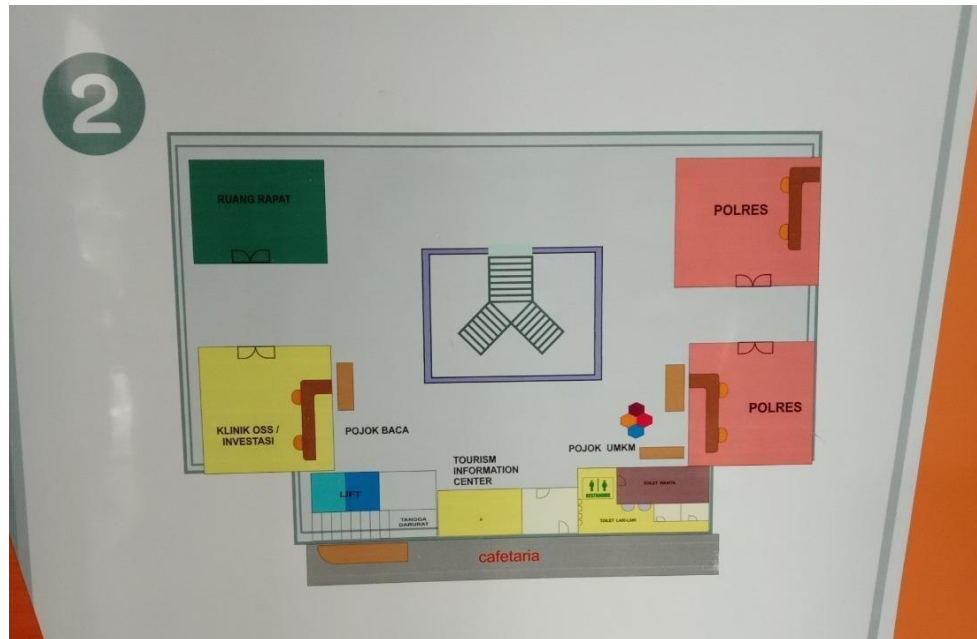 2
RUANG RAPAT
POLRES
KLINIK OSS /
INVESTASI
POJOK BACA
POJOK UMKM
POLRES
TOURISM
INFORMATION
CENTER
LIFT
RESTROOMS
TOILET WANITA
TANGGA
DARURAT
TOILET LAKI-LAKI
cafetaria